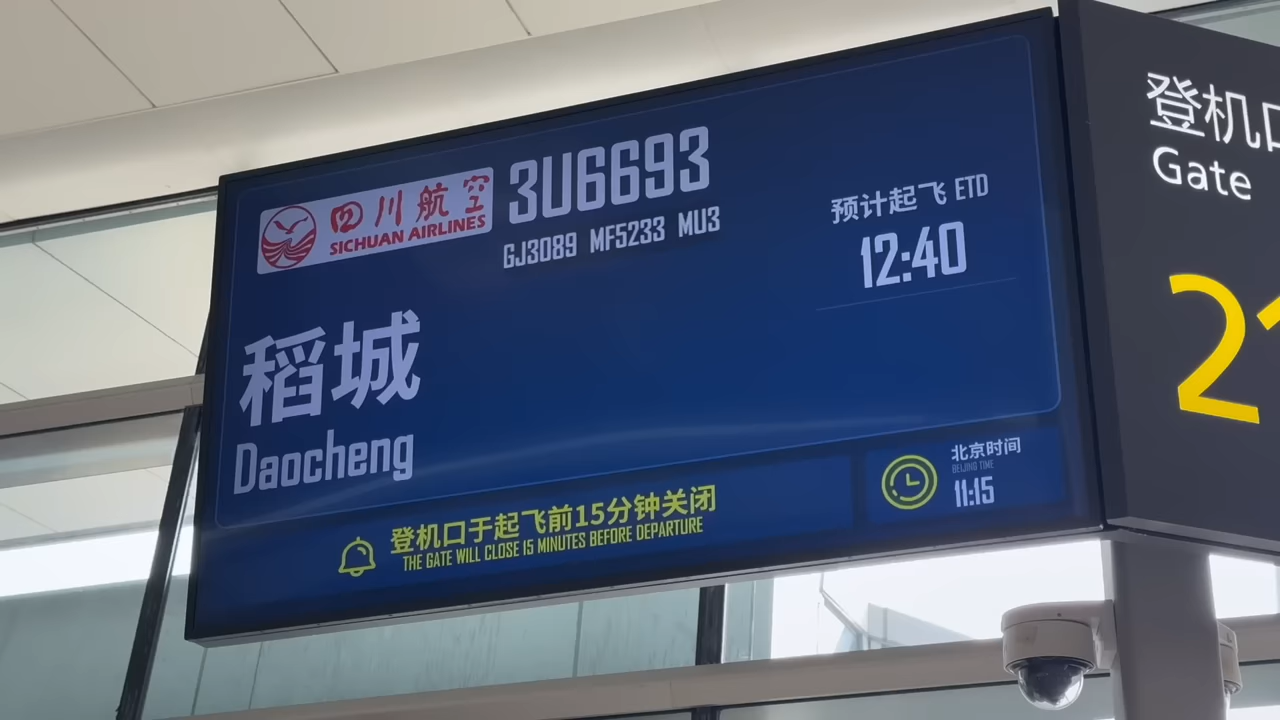 四川航空
SICHUAN AIRLINES
3U6693
GJ3089 MF5233 MU3
预计起飞 ETD
12:40
稻城
Daocheng
登机口于起飞前15分钟关闭
THE GATE WILL CLOSE 15 MINUTES BEFORE DEPARTURE
北京时间
BEIJING TIME
11:15
登机口
Gate
2